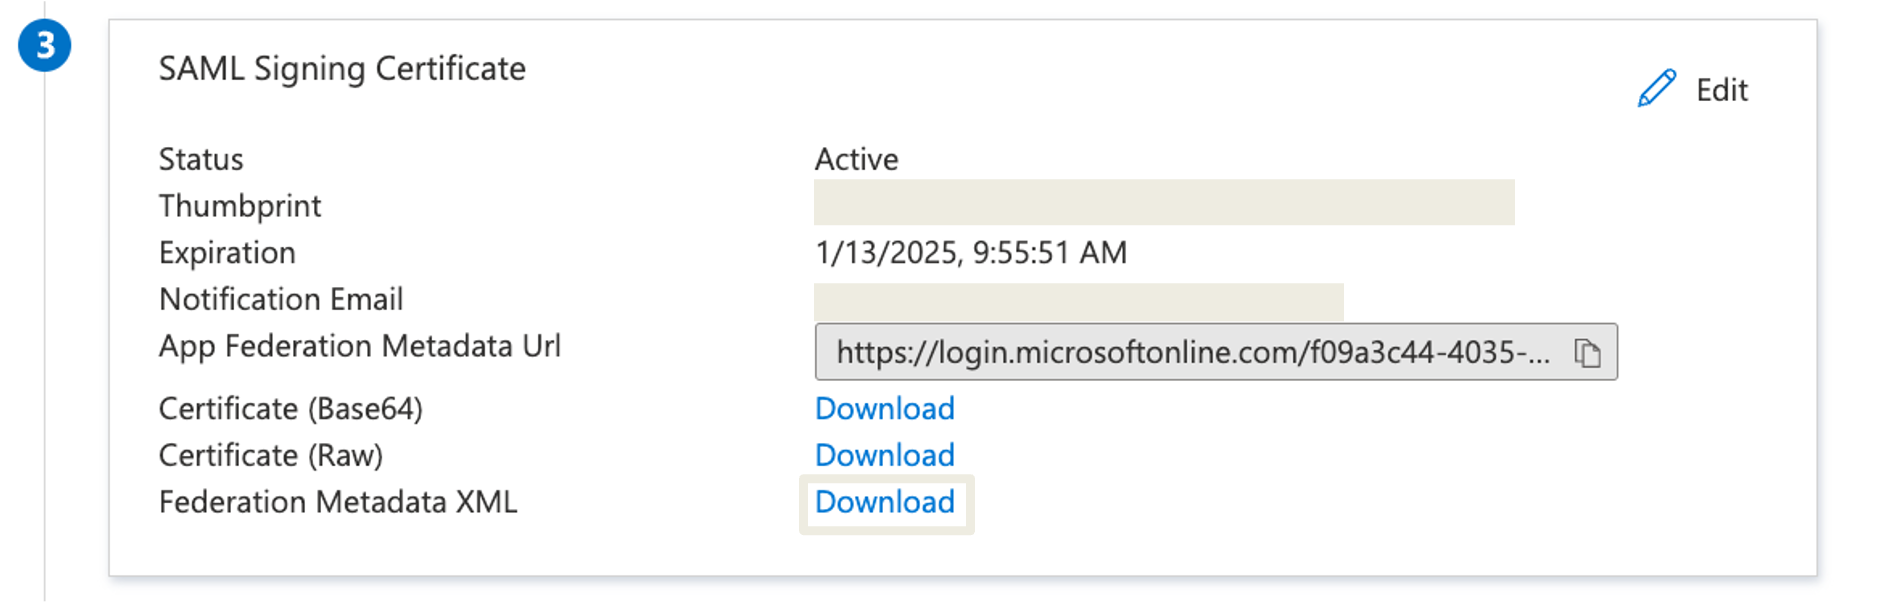 3
SAML Signing Certificate
Edit
Status Active
Thumbprint
Expiration 1/13/2025, 9:55:51 AM
Notification Email
App Federation Metadata Url https://login.microsoftonline.com/f09a3c44-4035-...
Certificate (Base64) Download
Certificate (Raw) Download
Federation Metadata XML Download